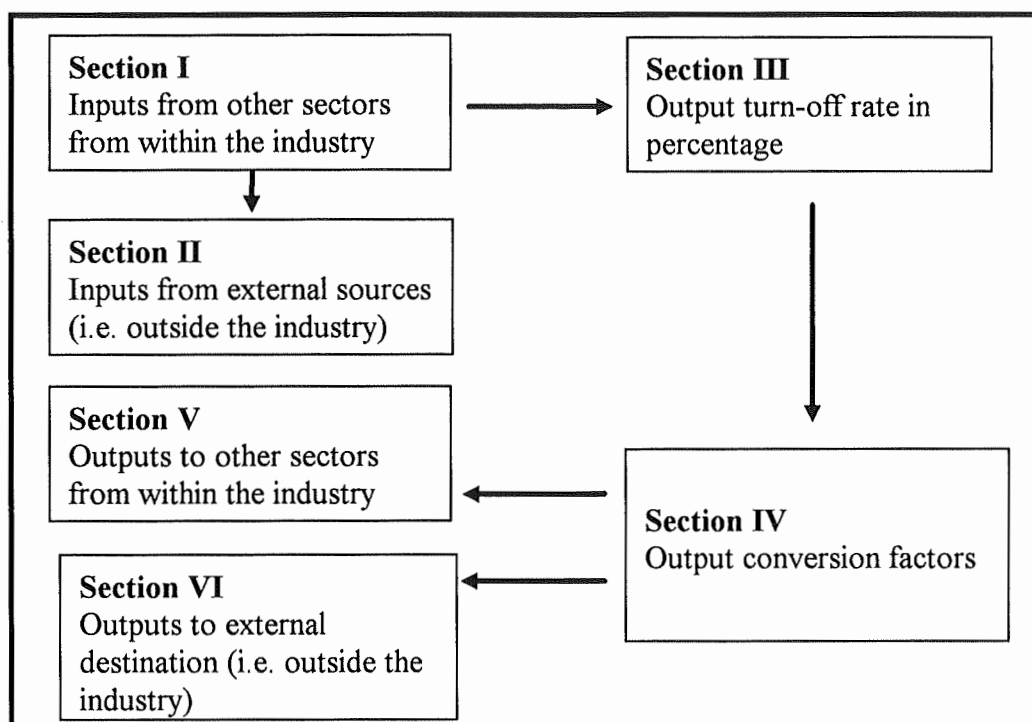 Section I
Inputs from other sectors
from within the industry
Section III
Output turn-off rate in
percentage
Section II
Inputs from external sources
(i.e. outside the industry)
Section V
Outputs to other sectors
from within the industry
Section IV
Output conversion factors
Section VI
Outputs to external
destination (i.e. outside the
industry)